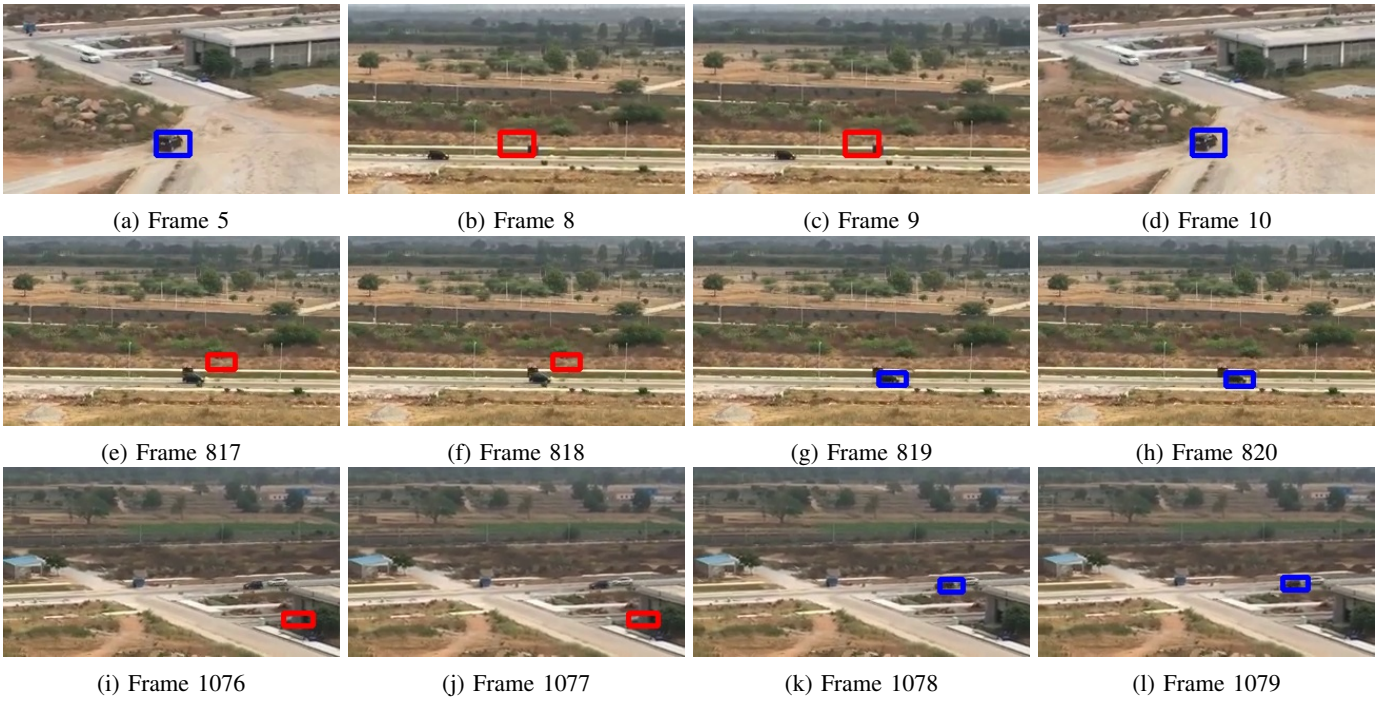 (a) Frame 5
(b) Frame 8
(c) Frame 9
(d) Frame 10
(e) Frame 817
(f) Frame 818
(g) Frame 819
(h) Frame 820
(i) Frame 1076
(j) Frame 1077
(k) Frame 1078
(l) Frame 1079